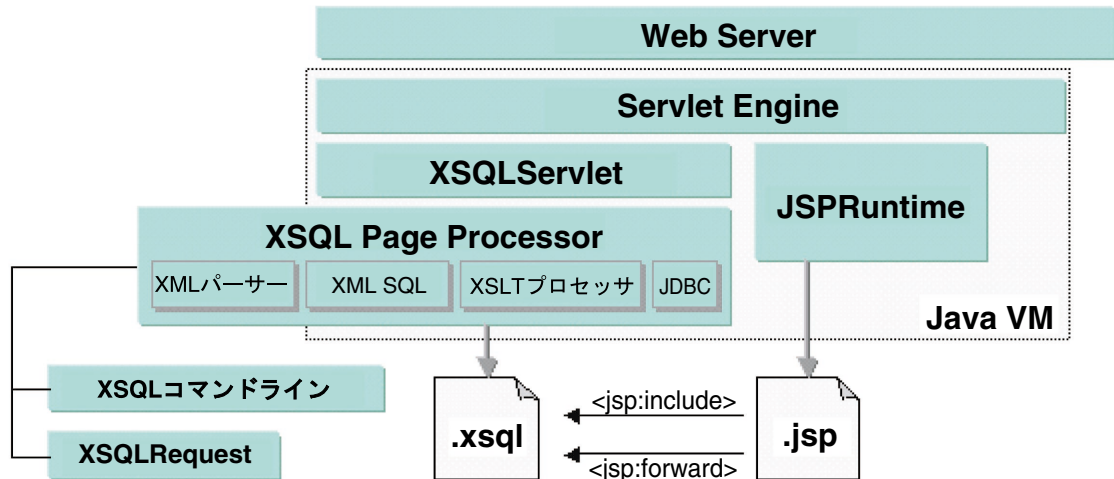 Web Server
Servlet Engine
XSQLServlet
JSPRuntime
XSQL Page Processor
XMLパーサー
XML SQL
XSLTプロセッサ
JDBC
Java VM
XSQLコマンドライン
XSQLRequest
.xsql
<jsp:include>
<jsp:forward>
.jsp